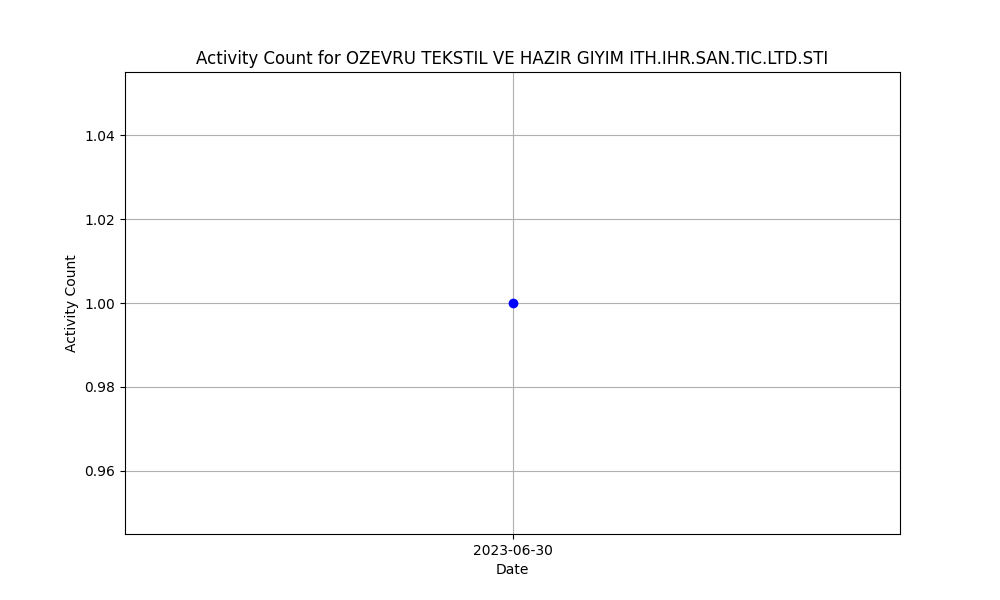 Activity Count for OZEVRU TEKSTIL VE HAZIR GIYIM ITH.IHR.SAN.TIC.LTD.STI
1.04
1.02
1.00
0.98
0.96
Activity Count
2023-06-30
Date